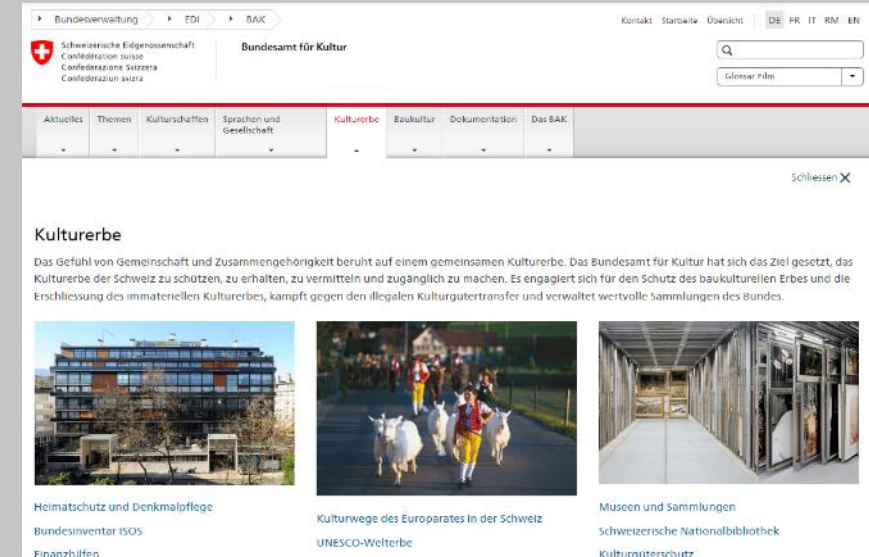 Bundesverwaltung EDI BAK
Kontakt Startseite Übersicht DE FR IT RM EN
Schweizerische Eidgenossenschaft
Confédération suisse
Confederazione Svizzera
Confederaziun svizra
Bundesamt für Kultur
Glossar Film
Aktuelles Themen Kulturschaffen Sprachen und Gesellschaft Kulturerbe Baukultur Dokumentation Das BAK
Schliessen
Kulturerbe
Das Gefühl von Gemeinschaft und Zusammengehörigkeit beruht auf einem gemeinsamen Kulturerbe. Das Bundesamt für Kultur hat sich das Ziel gesetzt, das
Kulturerbe der Schweiz zu schützen, zu erhalten, zu vermitteln und zugänglich zu machen. Es engagiert sich für den Schutz des baukulturellen Erbes und die
Erschliessung des immateriellen Kulturerbes, kämpft gegen den illegalen Kulturgütertransfer und verwaltet wertvolle Sammlungen des Bundes.
Heimatschutz und Denkmalpflege
Bundesinventar ISOS
Finanzhilfen
Kulturwege des Europarates in der Schweiz
UNESCO-Welterbe
Museen und Sammlungen
Schweizerische Nationalbibliothek
Kulturgüterschutz